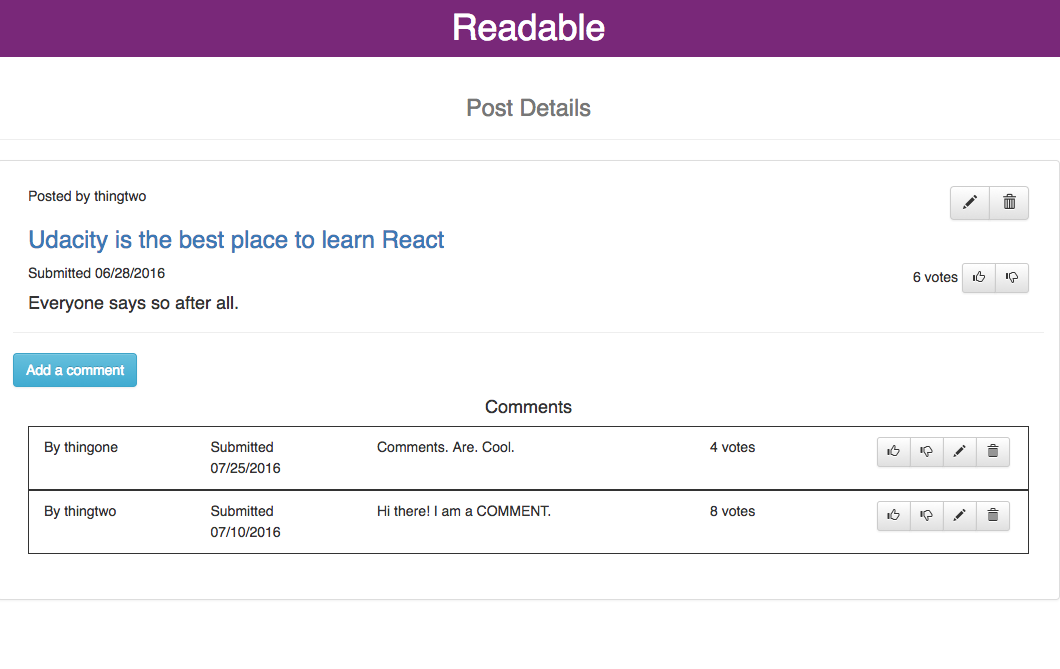 Readable
Post Details
Posted by thingtwo
Udacity is the best place to learn React
Submitted 06/28/2016
6 votes
Everyone says so after all.
Add a comment
Comments
By thingone
Submitted
07/25/2016
Comments. Are. Cool.
4 votes
By thingtwo
Submitted
07/10/2016
Hi there! I am a COMMENT.
8 votes